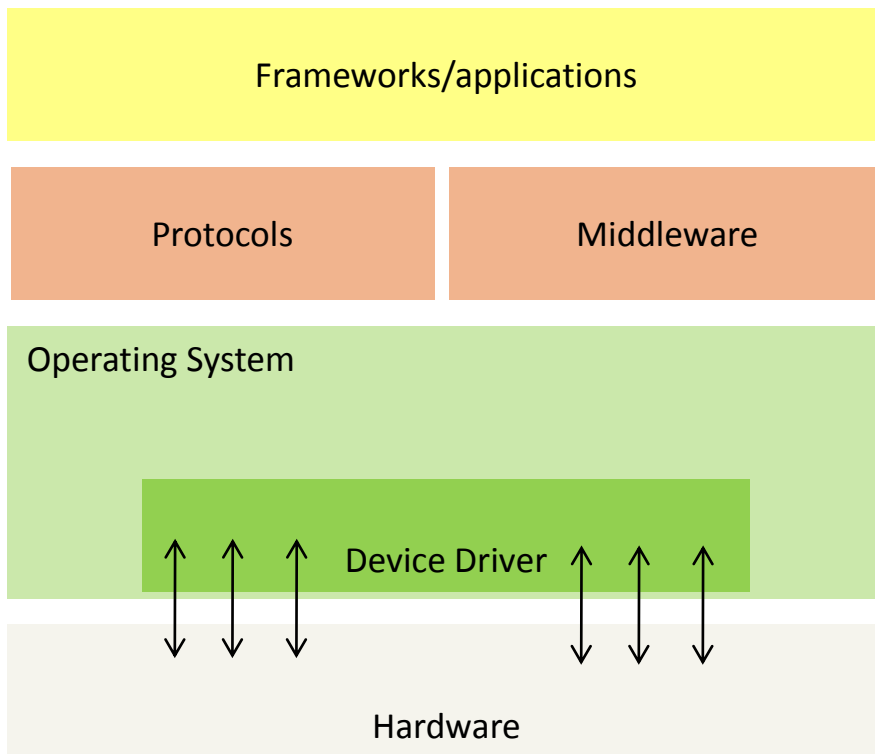 Frameworks/applications
Protocols
Middleware
Operating System
Device Driver
Hardware